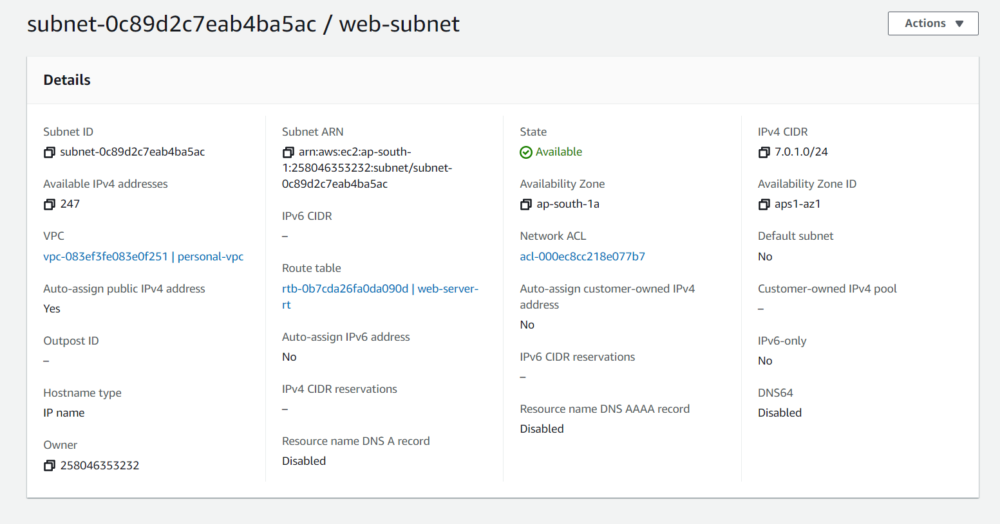 subnet-0c89d2c7eab4ba5ac / web-subnet
Actions
Details
Subnet ID
subnet-0c89d2c7eab4ba5ac
Available IPv4 addresses
247
VPC
vpc-083ef3fe083e0f251 | personal-vpc
Auto-assign public IPv4 address
Yes
Outpost ID
–
Hostname type
IP name
Owner
258046353232
Subnet ARN
arn:aws:ec2:ap-south-
1:258046353232:subnet/subnet-
0c89d2c7eab4ba5ac
IPv6 CIDR
–
Route table
rtb-0b7cda26fa0da090d | web-server-
rt
Auto-assign IPv6 address
No
IPv4 CIDR reservations
–
Resource name DNS A record
Disabled
State
Available
Availability Zone
ap-south-1a
Network ACL
acl-000ec8cc218e077b7
Auto-assign customer-owned IPv4
address
No
IPv6 CIDR reservations
–
Resource name DNS AAAA record
Disabled
IPv4 CIDR
7.0.1.0/24
Availability Zone ID
aps1-az1
Default subnet
No
Customer-owned IPv4 pool
–
IPv6-only
No
DNS64
Disabled